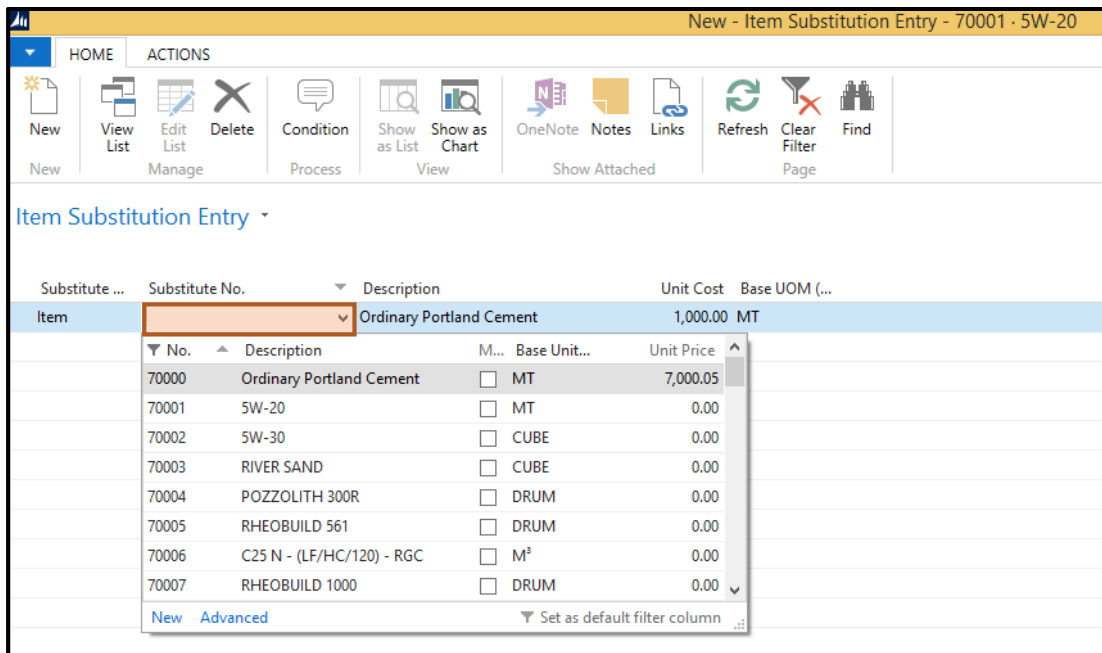 New - Item Substitution Entry - 70001 · 5W-20
HOME ACTIONS
New View List Edit List Delete Condition Show as List Show as Chart OneNote Notes Links Refresh Clear Filter Find
New Manage Process View Show Attached Page
Item Substitution Entry
Substitute ... Substitute No. Description Unit Cost Base UOM (...
Item Ordinary Portland Cement 1,000.00 MT
No. Description M... Base Unit... Unit Price
70000 Ordinary Portland Cement MT 7,000.05
70001 5W-20 MT 0.00
70002 5W-30 CUBE 0.00
70003 RIVER SAND CUBE 0.00
70004 POZZOLITH 300R DRUM 0.00
70005 RHEOBUILD 561 DRUM 0.00
70006 C25 N - (LF/HC/120) - RGC M³ 0.00
70007 RHEOBUILD 1000 DRUM 0.00
New Advanced Set as default filter column